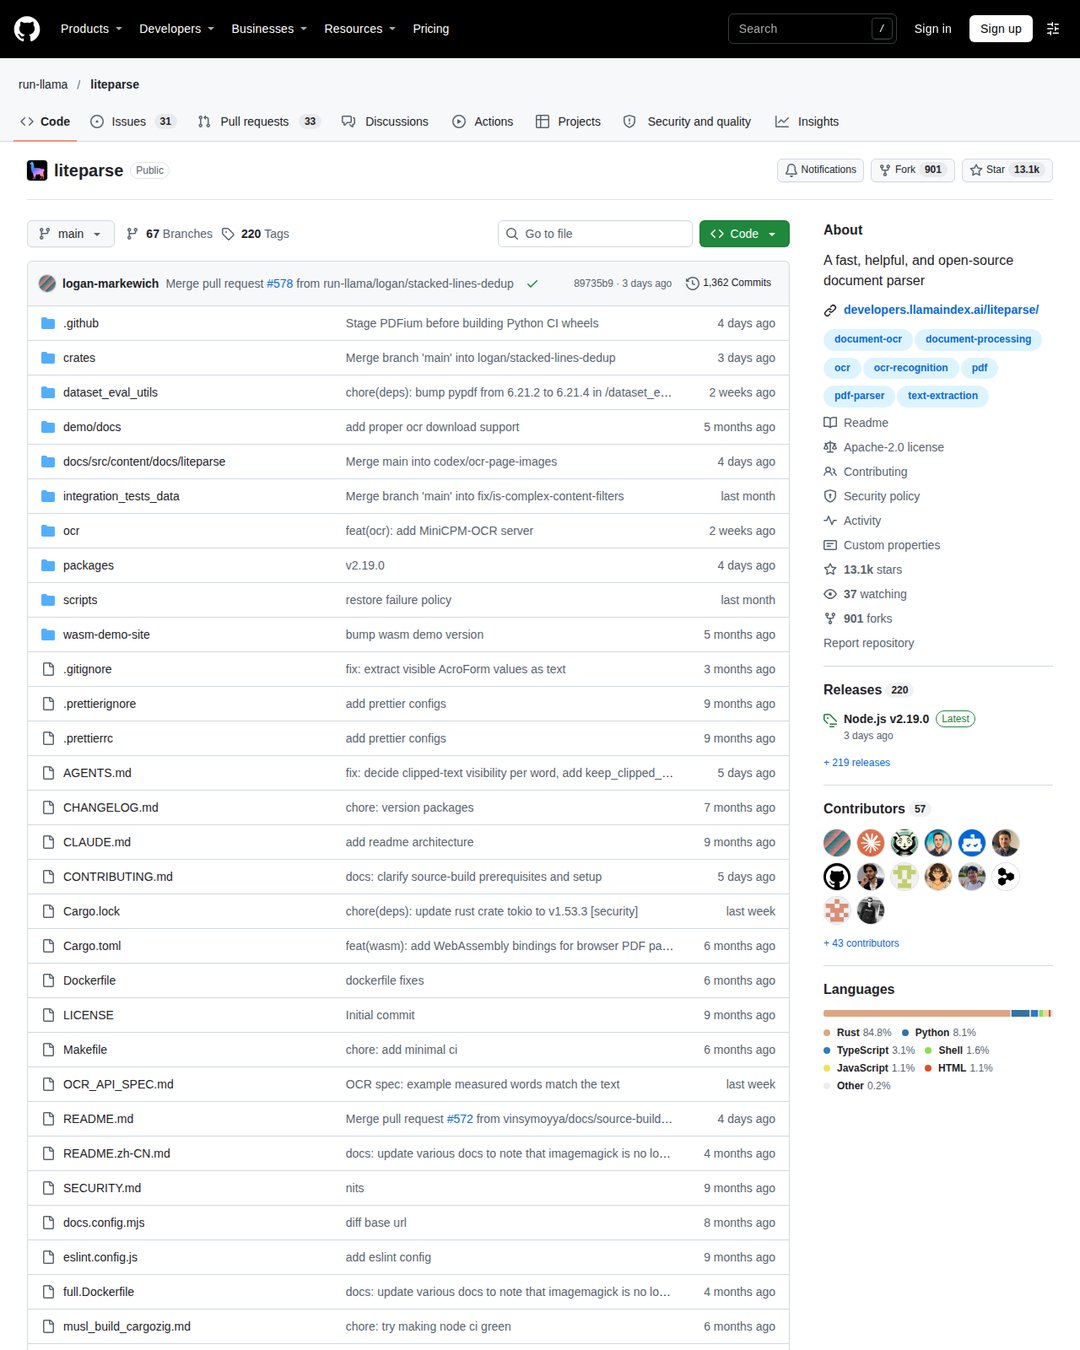 Products Developers Businesses Resources Pricing Search / Sign in Sign up
run-llama / liteparse
Code Issues 31 Pull requests 33 Discussions Actions Projects Security and quality Insights
liteparse Public Notifications Fork 901 Star 13.1k
main 67 Branches 220 Tags Go to file Code
logan-markewich Merge pull request #578 from run-llama/logan/stacked-lines-dedup 89735b9 · 3 days ago 1,362 Commits
.github Stage PDFium before building Python CI wheels 4 days ago
crates Merge branch 'main' into logan/stacked-lines-dedup 3 days ago
dataset_eval_utils chore(deps): bump pypdf from 6.21.2 to 6.21.4 in /dataset_e… 2 weeks ago
demo/docs add proper ocr download support 5 months ago
docs/src/content/docs/liteparse Merge main into codex/ocr-page-images 4 days ago
integration_tests_data Merge branch 'main' into fix/is-complex-content-filters last month
ocr feat(ocr): add MiniCPM-OCR server 2 weeks ago
packages v2.19.0 4 days ago
scripts restore failure policy last month
wasm-demo-site bump wasm demo version 5 months ago
.gitignore fix: extract visible AcroForm values as text 3 months ago
.prettierignore add prettier configs 9 months ago
.prettierrc add prettier configs 9 months ago
AGENTS.md fix: decide clipped-text visibility per word, add keep_clipped_… 5 days ago
CHANGELOG.md chore: version packages 7 months ago
CLAUDE.md add readme architecture 9 months ago
CONTRIBUTING.md docs: clarify source-build prerequisites and setup 5 days ago
Cargo.lock chore(deps): update rust crate tokio to v1.53.3 [security] last week
Cargo.toml feat(wasm): add WebAssembly bindings for browser PDF pa… 6 months ago
Dockerfile dockerfile fixes 6 months ago
LICENSE Initial commit 9 months ago
Makefile chore: add minimal ci 6 months ago
OCR_API_SPEC.md OCR spec: example measured words match the text last week
README.md Merge pull request #572 from vinsymoyya/docs/source-build… 4 days ago
README.zh-CN.md docs: update various docs to note that imagemagick is no lo… 4 months ago
SECURITY.md nits 9 months ago
docs.config.mjs diff base url 8 months ago
eslint.config.js add eslint config 9 months ago
full.Dockerfile docs: update various docs to note that imagemagick is no lo… 4 months ago
musl_build_cargozig.md chore: try making node ci green 6 months ago
About
A fast, helpful, and open-source
document parser
developers.llamaindex.ai/liteparse/
document-ocr document-processing
ocr ocr-recognition pdf
pdf-parser text-extraction
Readme
Apache-2.0 license
Contributing
Security policy
Activity
Custom properties
13.1k stars
37 watching
901 forks
Report repository
Releases 220
Node.js v2.19.0 Latest
3 days ago
+ 219 releases
Contributors 57
+ 43 contributors
Languages
Rust 84.8% Python 8.1%
TypeScript 3.1% Shell 1.6%
JavaScript 1.1% HTML 1.1%
Other 0.2%